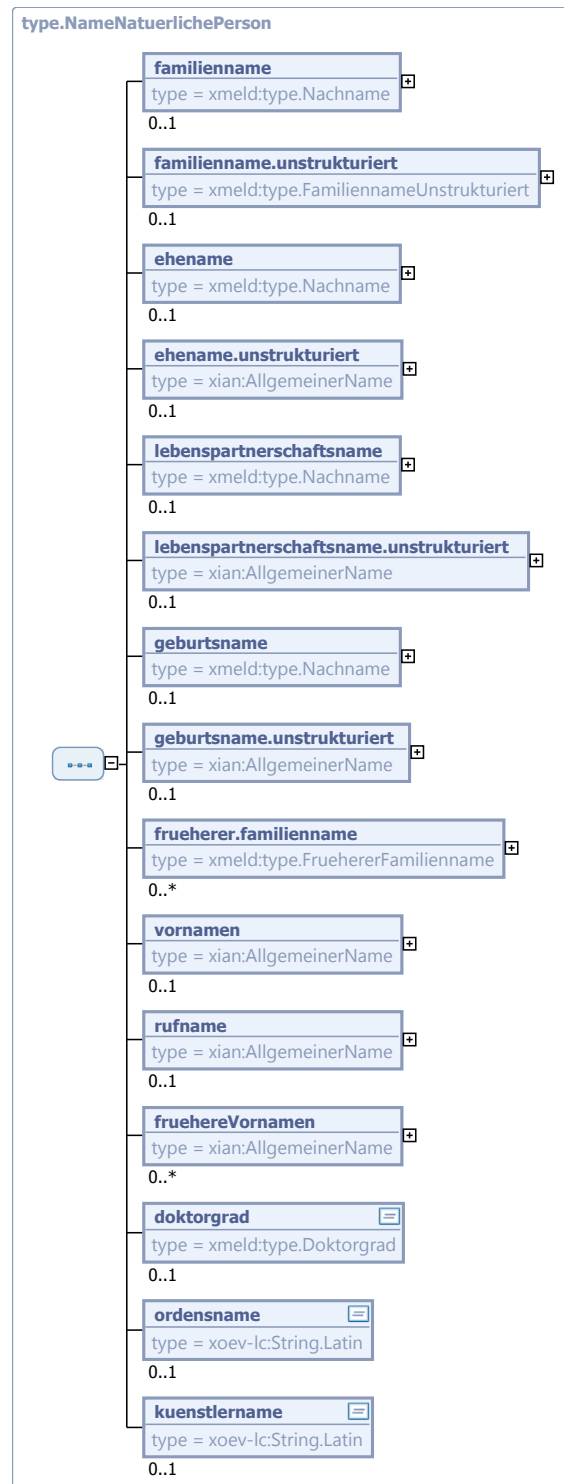 type.NameNatuerlichePerson
familienname
type = xmeld:type.Nachname
0..1
familienname.unstrukturiert
type = xmeld:type.FamiliennameUnstrukturiert
0..1
ehename
type = xmeld:type.Nachname
0..1
ehename.unstrukturiert
type = xian:AllgemeinerName
0..1
lebenspartnerschaftsname
type = xmeld:type.Nachname
0..1
lebenspartnerschaftsname.unstrukturiert
type = xian:AllgemeinerName
0..1
geburtsname
type = xmeld:type.Nachname
0..1
geburtsname.unstrukturiert
type = xian:AllgemeinerName
0..1
frueherer.familienname
type = xmeld:type.FruehererFamilienname
0..*
vornamen
type = xian:AllgemeinerName
0..1
rufname
type = xian:AllgemeinerName
0..1
fruehereVornamen
type = xian:AllgemeinerName
0..*
doktorgrad
type = xmeld:type.Doktorgrad
0..1
ordensname
type = xoev-lc:String.Latin
0..1
kuenstlername
type = xoev-lc:String.Latin
0..1